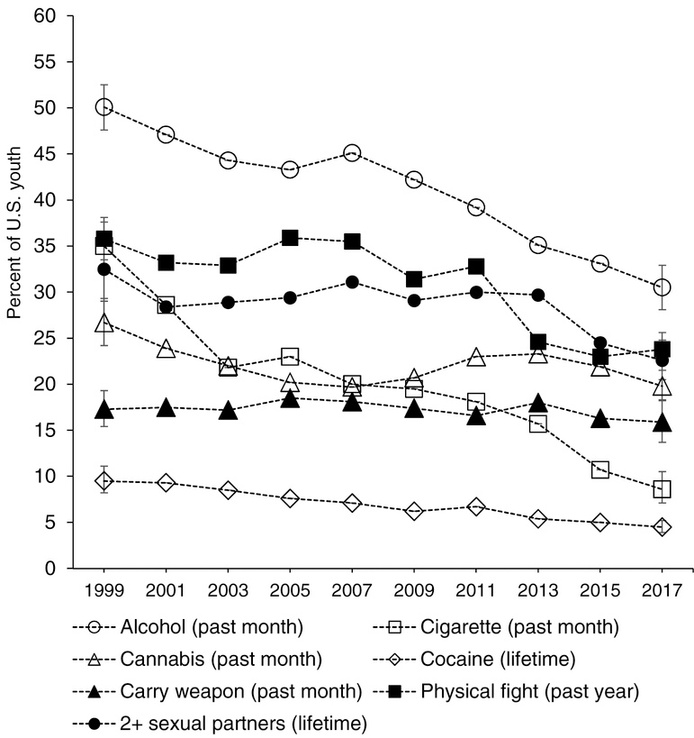 60
55
50
45
40
35
30
25
20
15
10
5
0
Percent of U.S. youth
1999 2001 2003 2005 2007 2009 2011 2013 2015 2017
Alcohol (past month) Cigarette (past month)
Cannabis (past month) Cocaine (lifetime)
Carry weapon (past month) Physical fight (past year)
2+ sexual partners (lifetime)